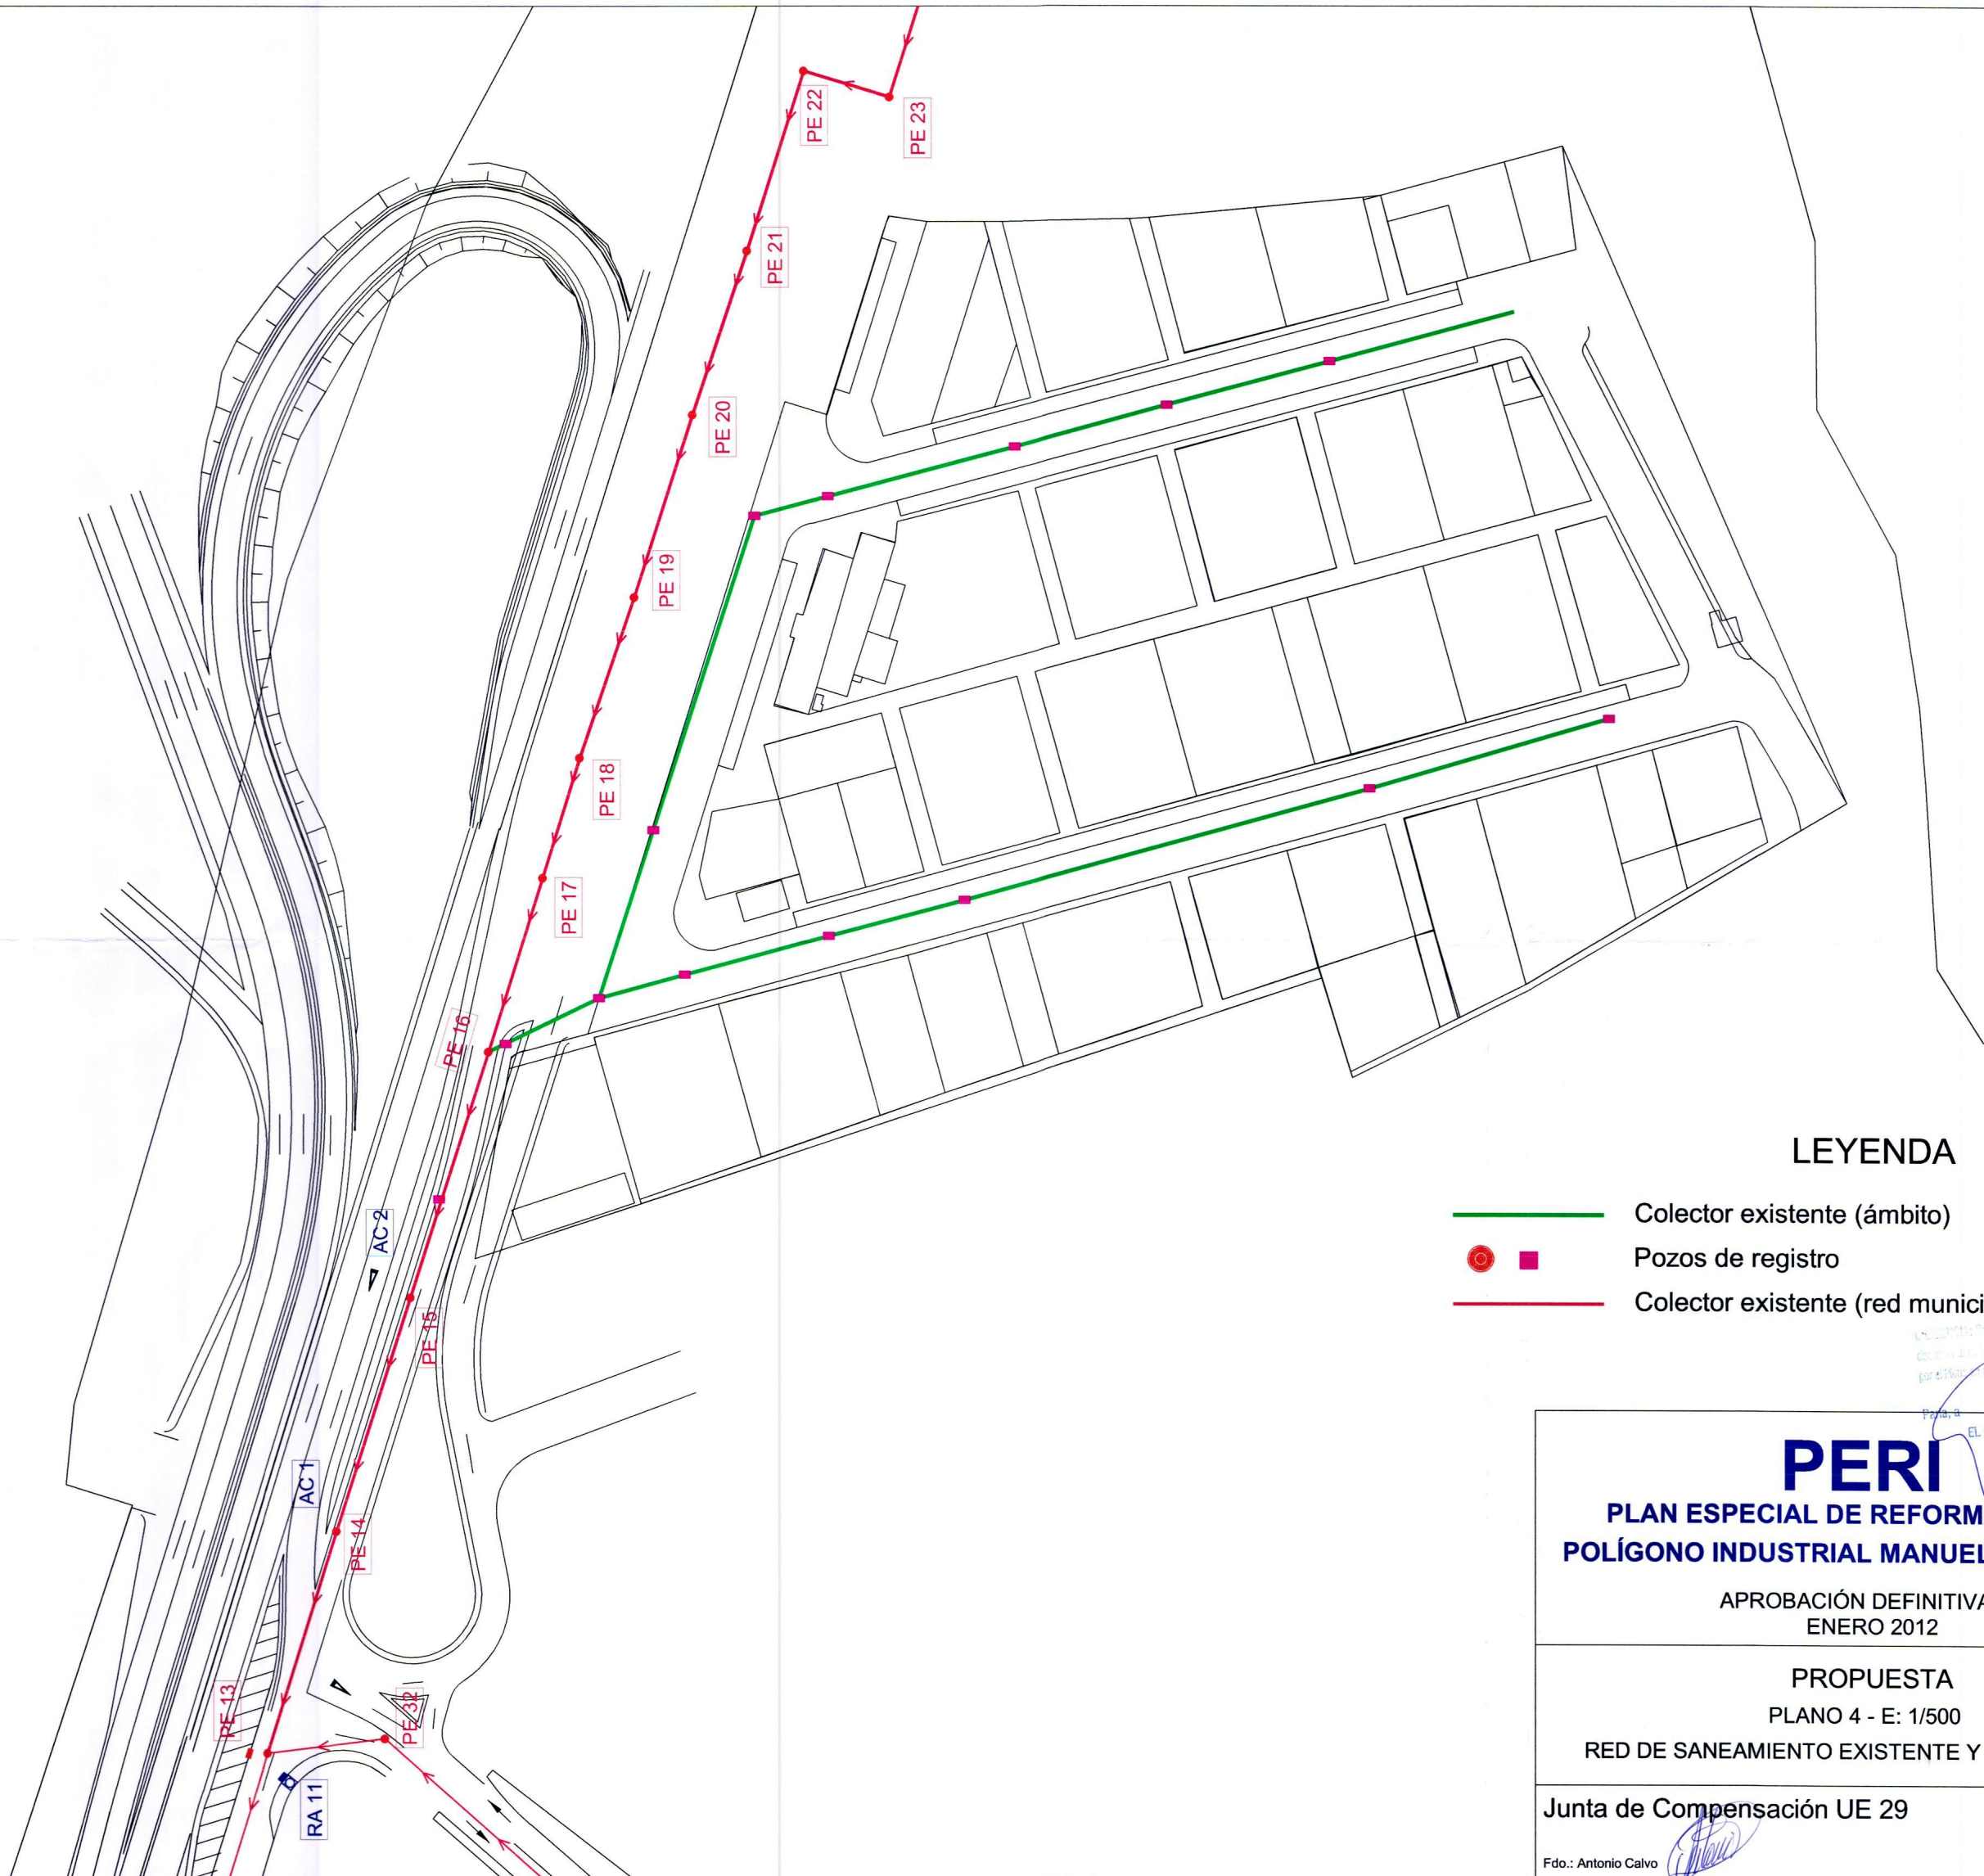 PE 22
PE 23
PE 21
PE 20
PE 19
PE 18
PE 17
PE 16
AC 2
PE 15
AC 1
PE 14
PE 13
PE 32
RA 11
LEYENDA
Colector existente (ámbito)
Pozos de registro
Colector existente (red munici
EL
PERI
PLAN ESPECIAL DE REFORM
POLÍGONO INDUSTRIAL MANUEL
APROBACIÓN DEFINITIVA
ENERO 2012
PROPUESTA
PLANO 4 - E: 1/500
RED DE SANEAMIENTO EXISTENTE Y
Junta de Compensación UE 29
Fdo.: Antonio Calvo